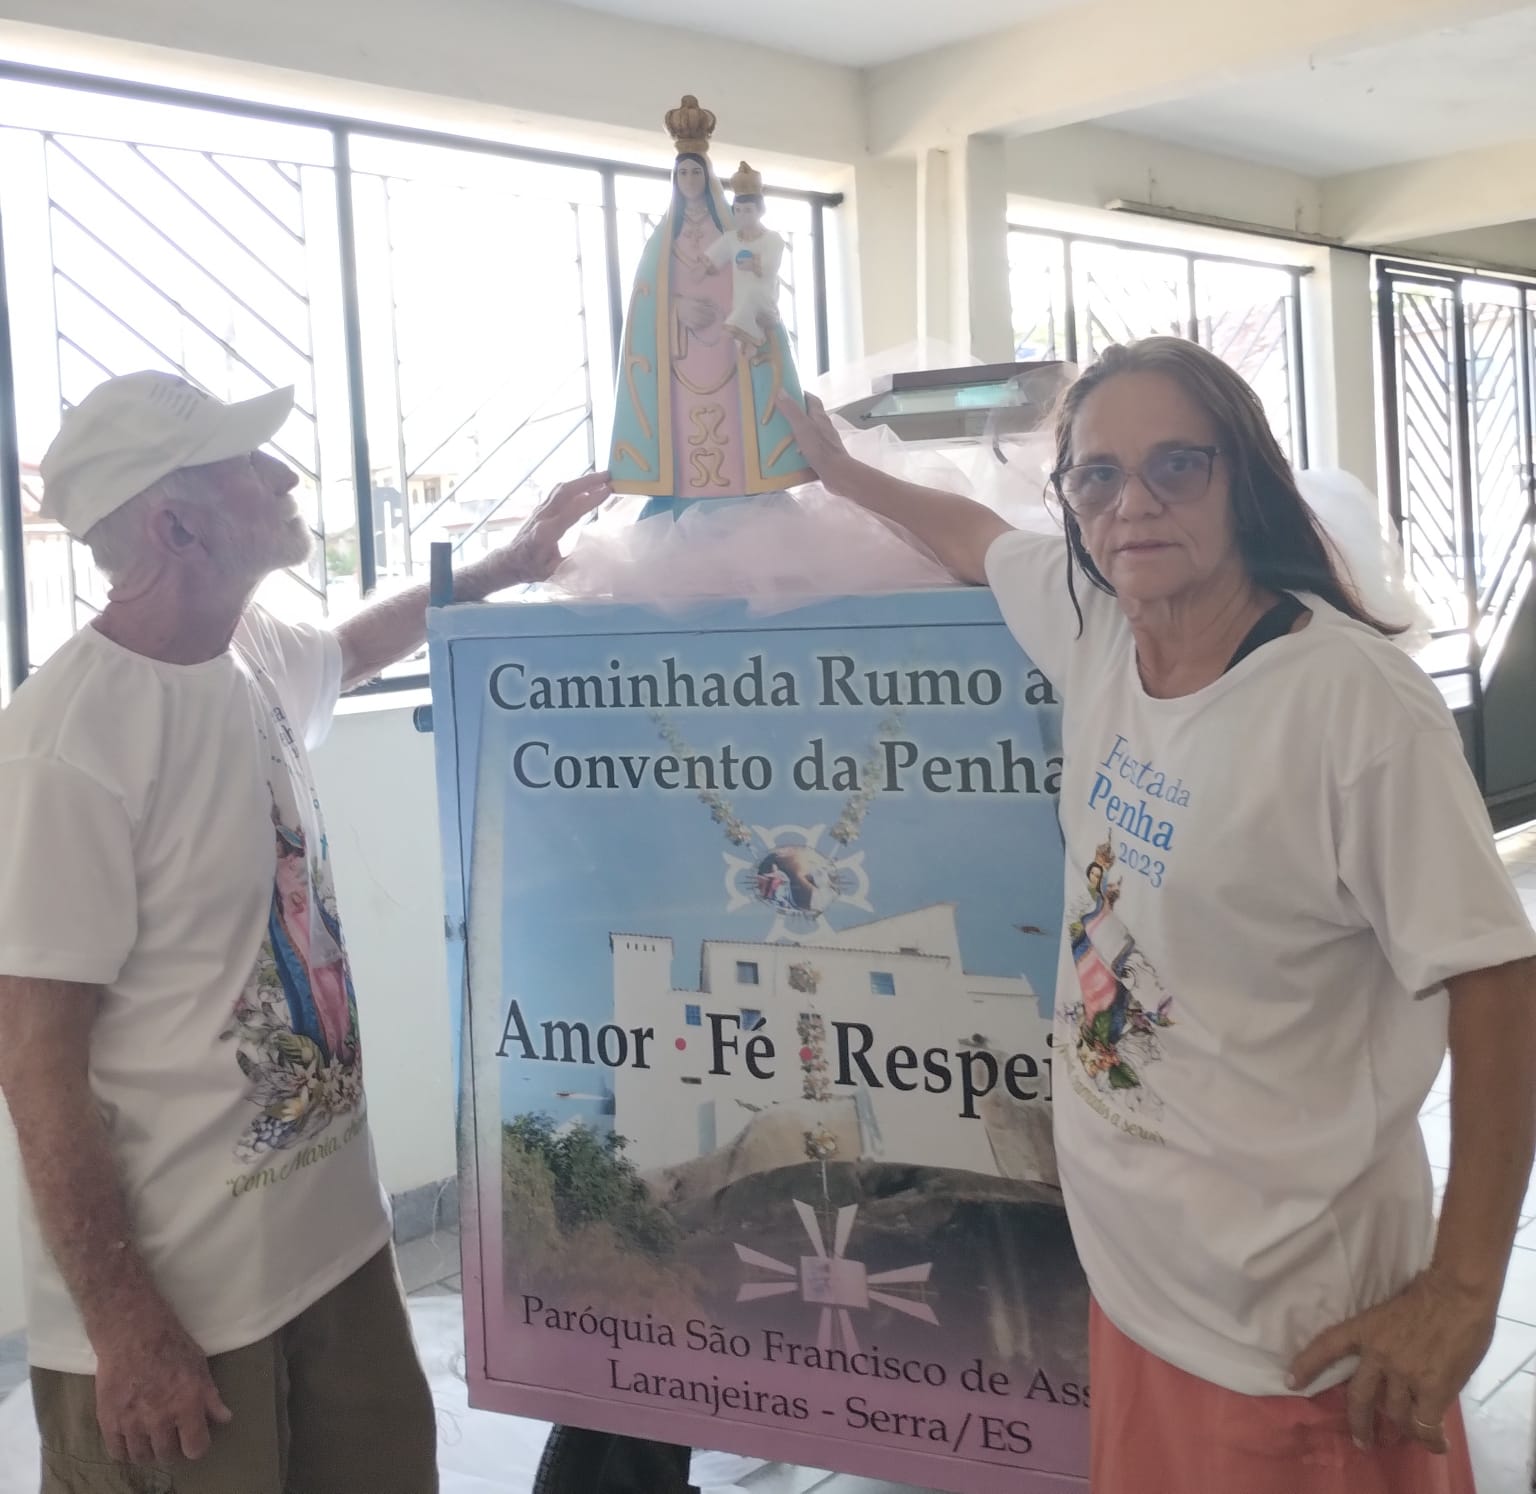 Caminhada Rumo a
Convento da Penha
Amor · Fé · Respei
Paróquia São Francisco de Ass
Laranjeiras - Serra/ES
Festa da
Penha
2023
a servir
"Com Maria,